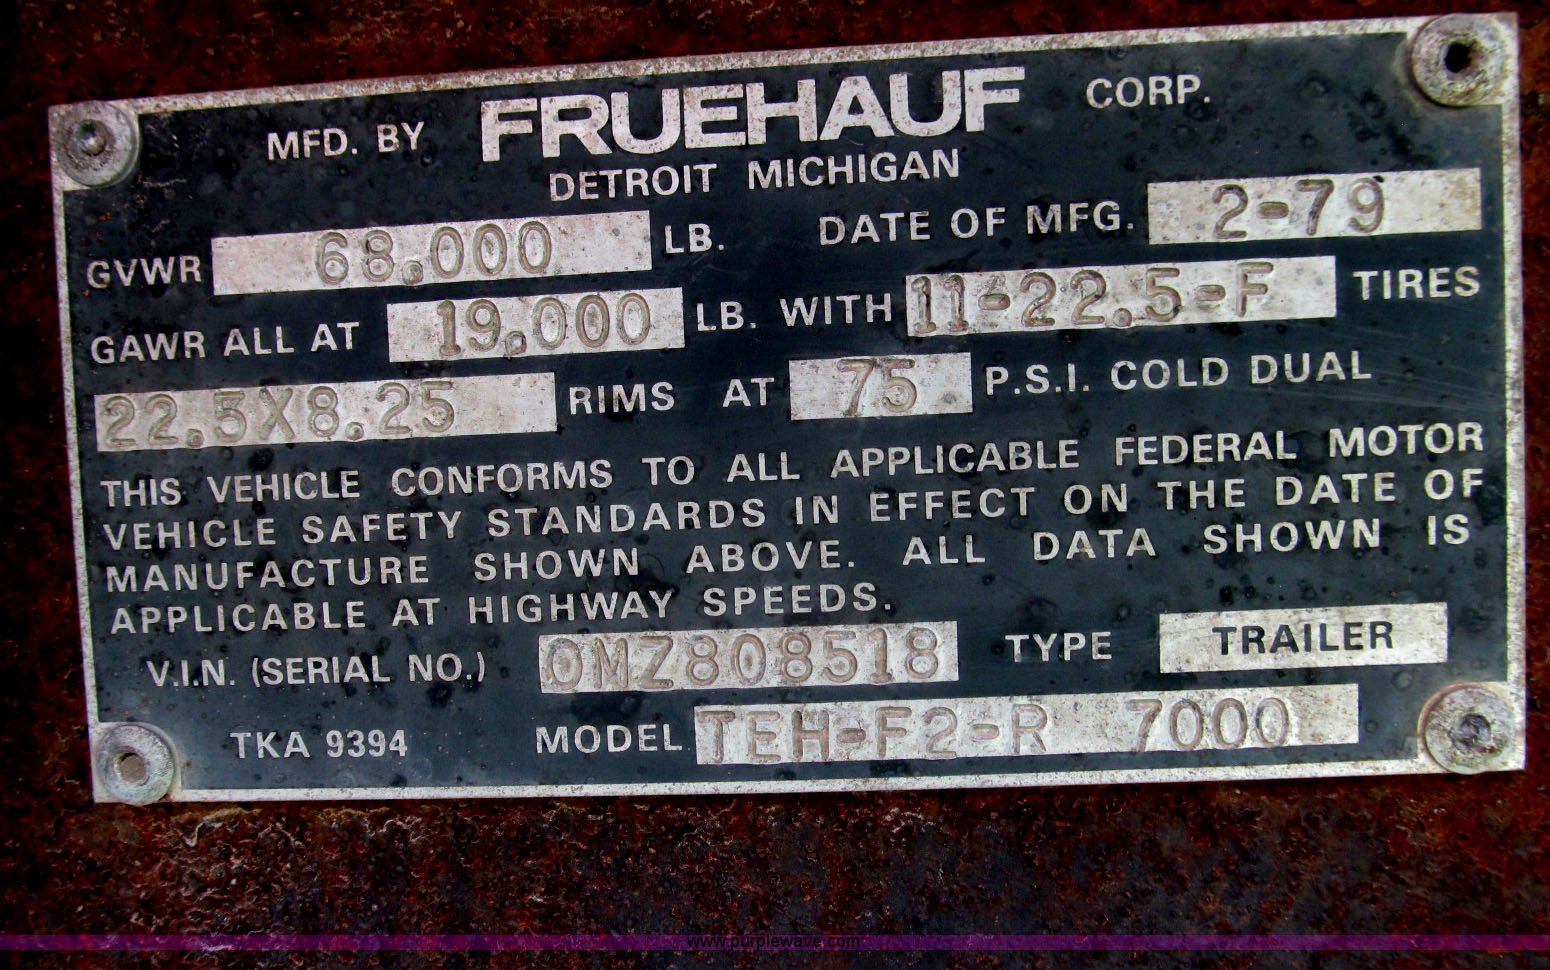 MFD. BY FRUEHAUF CORP.
DETROIT MICHIGAN
GVWR 68.000 LB. DATE OF MFG. 2-79
GAWR ALL AT 19.000 LB. WITH 11-22.5-F TIRES
22.5X8.25 RIMS AT 75 P.S.I. COLD DUAL
THIS VEHICLE CONFORMS TO ALL APPLICABLE FEDERAL MOTOR
VEHICLE SAFETY STANDARDS IN EFFECT ON THE DATE OF
MANUFACTURE SHOWN ABOVE. ALL DATA SHOWN IS
APPLICABLE AT HIGHWAY SPEEDS.
V.I.N. (SERIAL NO.) OMZ808518 TYPE TRAILER
TKA 9394 MODEL TEH-F2-R 7000
www.purplewave.com